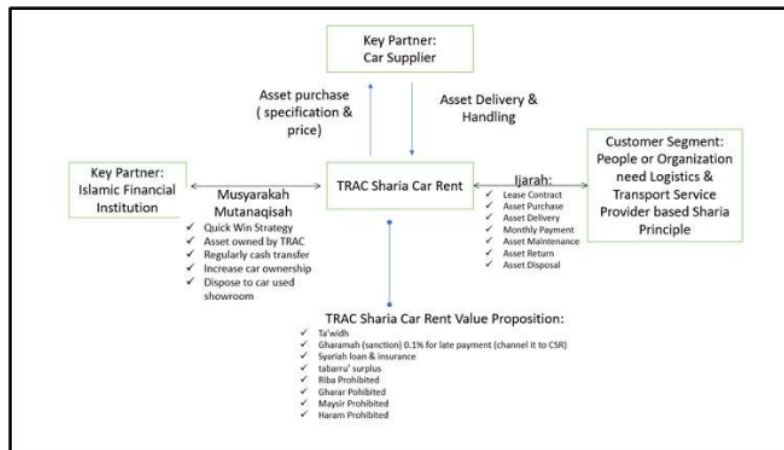 Key Partner:
Car Supplier
Asset purchase
( specification &
price)
Asset Delivery &
Handling
Key Partner:
Islamic Financial
Institution
Musyarakah
Mutanaqisah
✓ Quick Win Strategy
✓ Asset owned by TRAC
✓ Regularly cash transfer
✓ Increase car ownership
✓ Dispose to car used
showroom
TRAC Sharia Car Rent
Ijarah:
✓ Lease Contract
✓ Asset Purchase
✓ Asset Delivery
✓ Monthly Payment
✓ Asset Maintenance
✓ Asset Return
✓ Asset Disposal
Customer Segment:
People or Organization
need Logistics &
Transport Service
Provider based Sharia
Principle
TRAC Sharia Car Rent Value Proposition:
✓ Ta'widh
✓ Gharamah (sanction) 0.1% for late payment (channel it to CSR)
✓ Syariah loan & insurance
✓ tabarru' surplus
✓ Riba Prohibited
✓ Gharar Pohibited
✓ Maysir Prohibited
✓ Haram Prohibited